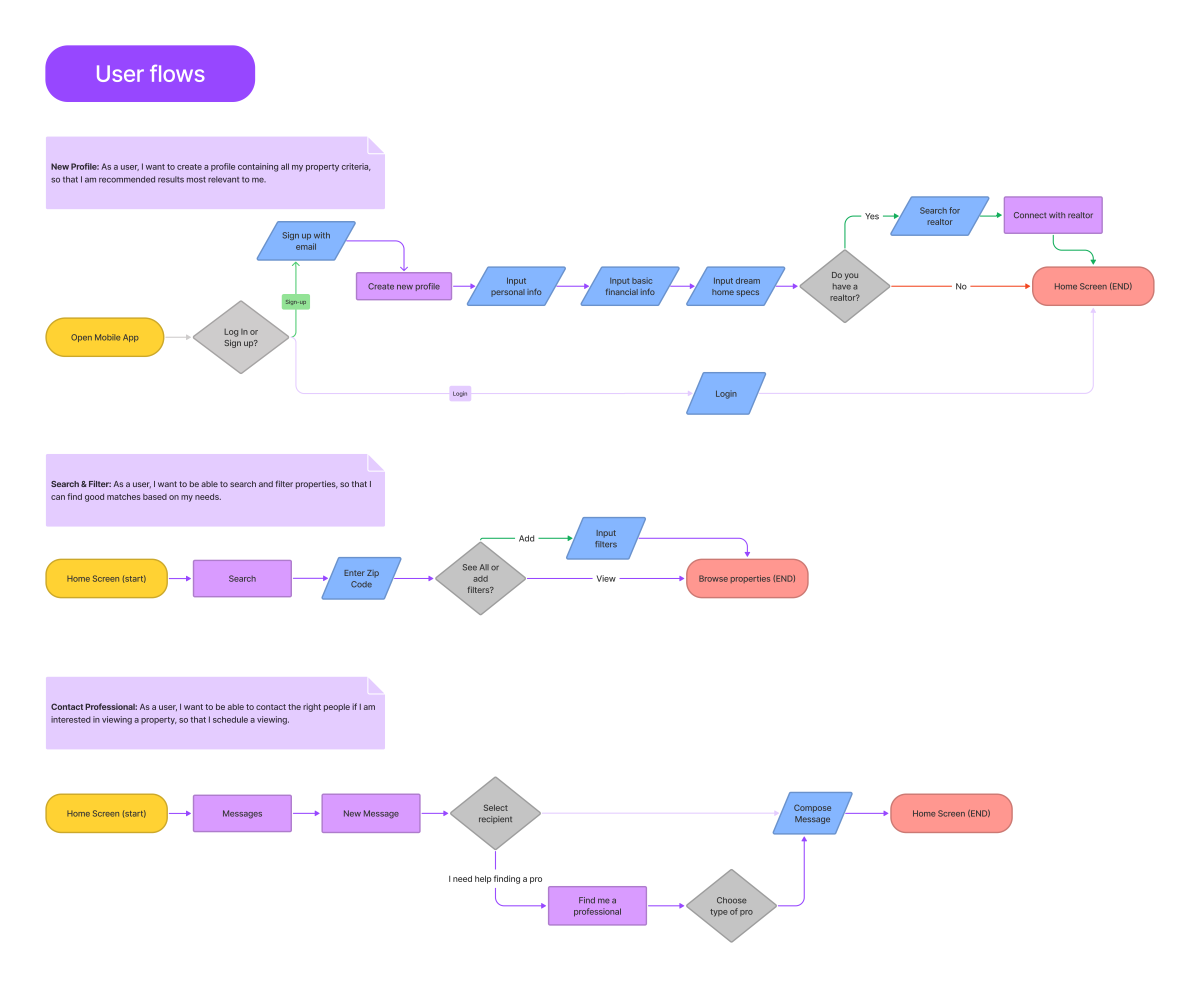 User flows
New Profile: As a user, I want to create a profile containing all my property criteria,
so that I am recommended results most relevant to me.
Open Mobile App
Log In or
Sign up?
Sign-up
Sign up with
email
Create new profile
Input
personal info
Input basic
financial info
Input dream
home specs
Do you
have a
realtor?
Yes
Search for
realtor
Connect with realtor
No
Home Screen (END)
Login
Login
Search & Filter: As a user, I want to be able to search and filter properties, so that I
can find good matches based on my needs.
Home Screen (start)
Search
Enter Zip
Code
See All or
add
filters?
Add
Input
filters
View
Browse properties (END)
Contact Professional: As a user, I want to be able to contact the right people if I am
interested in viewing a property, so that I schedule a viewing.
Home Screen (start)
Messages
New Message
Select
recipient
Compose
Message
Home Screen (END)
I need help finding a pro
Find me a
professional
Choose
type of pro